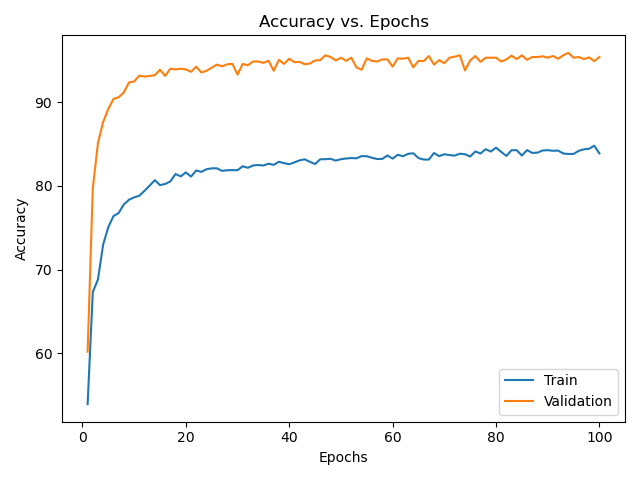 Accuracy vs. Epochs
Accuracy
90
80
70
60
0 20 40 60 80 100
Epochs
Train
Validation